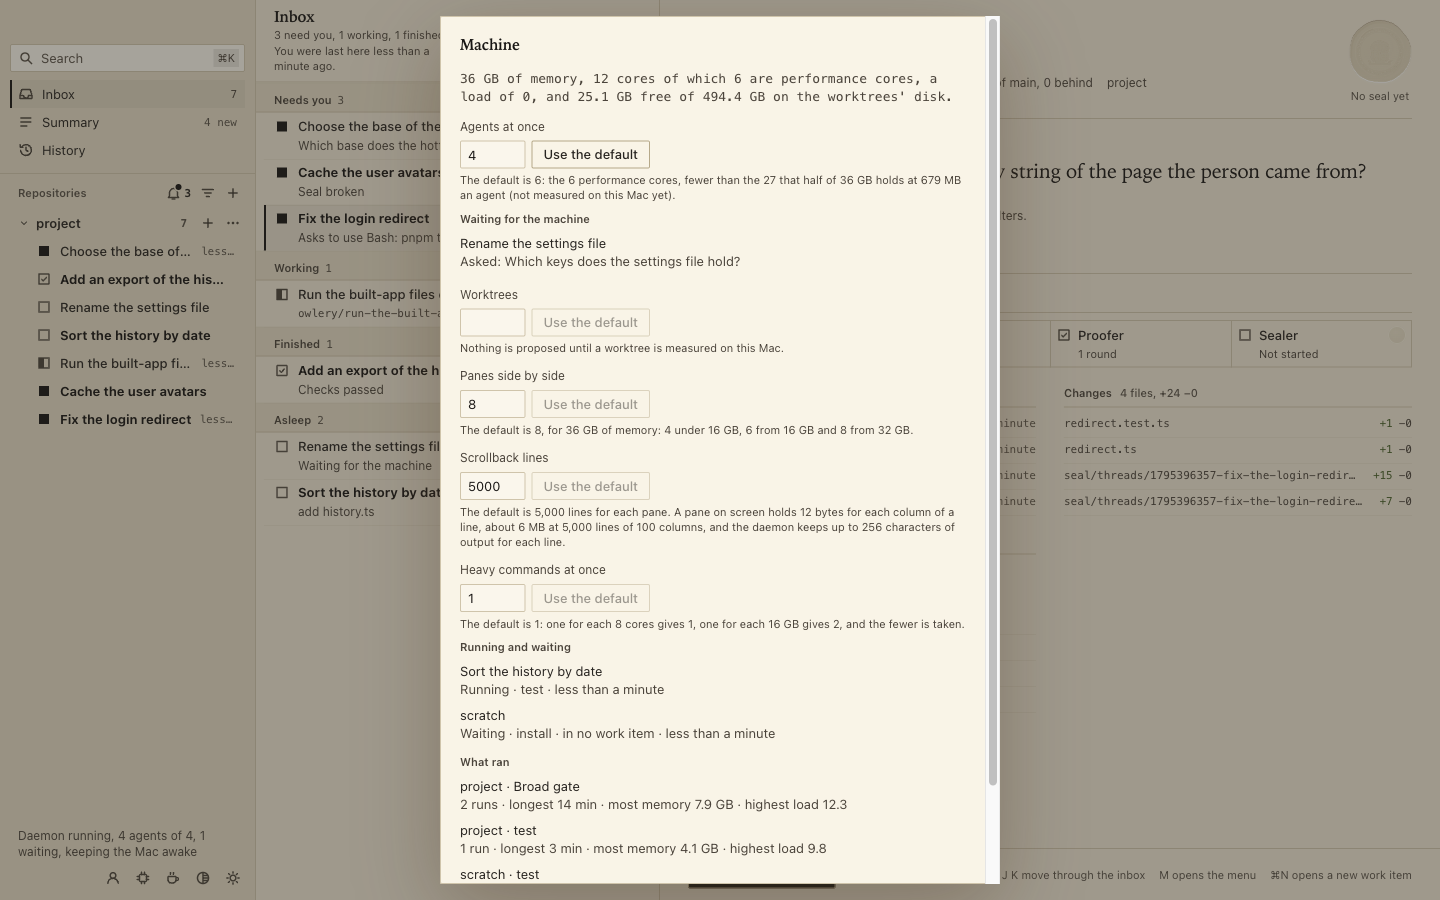 Search
⌘K
Inbox
7
Summary
4 new
History
Repositories
3
project
7
Choose the base of…
less…
Add an export of the his…
Rename the settings file
Sort the history by date
Run the built-app fi…
less…
Cache the user avatars
Fix the login redirect
less…
Daemon running, 4 agents of 4, 1
waiting, keeping the Mac awake
Inbox
3 need you, 1 working, 1 finished
You were last here less than a
minute ago.
Needs you 3
Choose the base of the
Which base does the
Cache the user avatars
Seal broken
Fix the login redirect
Asks to use Bash: pnpm
Working 1
Run the built-app files
owlery/run-the-built-
Finished 1
Add an export of the
Checks passed
Asleep 2
Rename the settings
Waiting for the machine
Sort the history by
add history.ts
Machine
36 GB of memory, 12 cores of which 6 are performance cores, a
load of 0, and 25.1 GB free of 494.4 GB on the worktrees' disk.
Agents at once
4
Use the default
The default is 6: the 6 performance cores, fewer than the 27 that half of 36 GB holds at 679 MB
an agent (not measured on this Mac yet).
Waiting for the machine
Rename the settings file
Asked: Which keys does the settings file hold?
Worktrees
Use the default
Nothing is proposed until a worktree is measured on this Mac.
Panes side by side
8
Use the default
The default is 8, for 36 GB of memory: 4 under 16 GB, 6 from 16 GB and 8 from 32 GB.
Scrollback lines
5000
Use the default
The default is 5,000 lines for each pane. A pane on screen holds 12 bytes for each column of a
line, about 6 MB at 5,000 lines of 100 columns, and the daemon keeps up to 256 characters of
output for each line.
Heavy commands at once
1
Use the default
The default is 1: one for each 8 cores gives 1, one for each 16 GB gives 2, and the fewer is taken.
Running and waiting
Sort the history by date
Running · test · less than a minute
scratch
Waiting · install · in no work item · less than a minute
What ran
project · Broad gate
2 runs · longest 14 min · most memory 7.9 GB · highest load 12.3
project · test
1 run · longest 3 min · most memory 4.1 GB · highest load 9.8
scratch · test
of main, 0 behind
project
No seal yet
string of the page the person came from?
Proofer
1 round
Sealer
Not started
Changes 4 files, +24 −0
redirect.test.ts
+1 −0
redirect.ts
+1 −0
seal/threads/1795396357-fix-the-login-redir…
+15 −0
seal/threads/1795396357-fix-the-login-redire…
+7 −0
J K move through the inbox
M opens the menu
⌘N opens a new work item